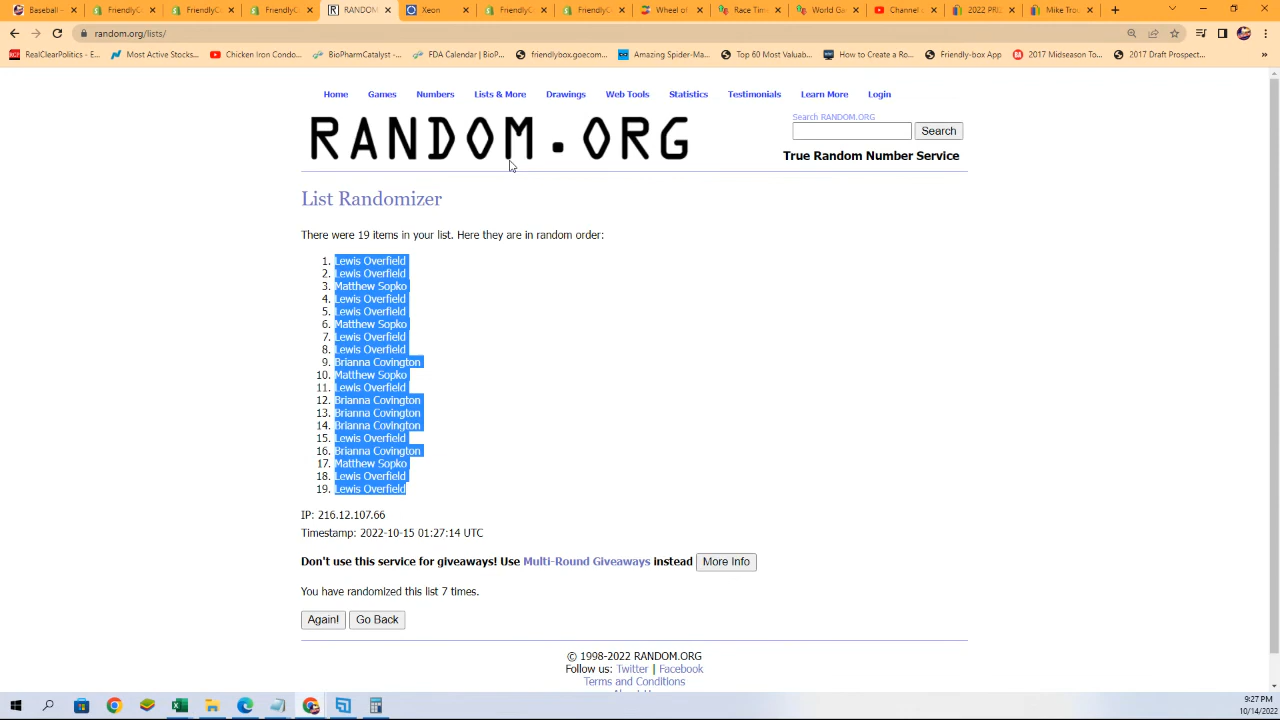 Baseball -
FriendlyC
FriendlyC
FriendlyC
RANDOM
Xeon
FriendlyC
FriendlyC
Wheel of
Race Time
World Ga
Channel
2022 PRI
Mike Trou
random.org/lists/
RealClearPolitics - E...
Most Active Stocks...
Chicken Iron Condo...
BioPharmCatalyst -...
FDA Calendar | BioP...
friendlybox.goecom...
Amazing Spider-Ma...
Top 60 Most Valuab...
How to Create a Ro...
Friendly-box App
2017 Midseason To...
2017 Draft Prospect...
»
Home Games Numbers Lists & More Drawings Web Tools Statistics Testimonials Learn More Login
RANDOM.ORG
Search RANDOM.ORG
Search
True Random Number Service
List Randomizer
There were 19 items in your list. Here they are in random order:
1. Lewis Overfield
2. Lewis Overfield
3. Matthew Sopko
4. Lewis Overfield
5. Lewis Overfield
6. Matthew Sopko
7. Lewis Overfield
8. Lewis Overfield
9. Brianna Covington
10. Matthew Sopko
11. Lewis Overfield
12. Brianna Covington
13. Brianna Covington
14. Brianna Covington
15. Lewis Overfield
16. Brianna Covington
17. Matthew Sopko
18. Lewis Overfield
19. Lewis Overfield
IP: 216.12.107.66
Timestamp: 2022-10-15 01:27:14 UTC
Don't use this service for giveaways! Use Multi-Round Giveaways instead More Info
You have randomized this list 7 times.
Again! Go Back
© 1998-2022 RANDOM.ORG
Follow us: Twitter | Facebook
Terms and Conditions
9:27 PM
10/14/2022